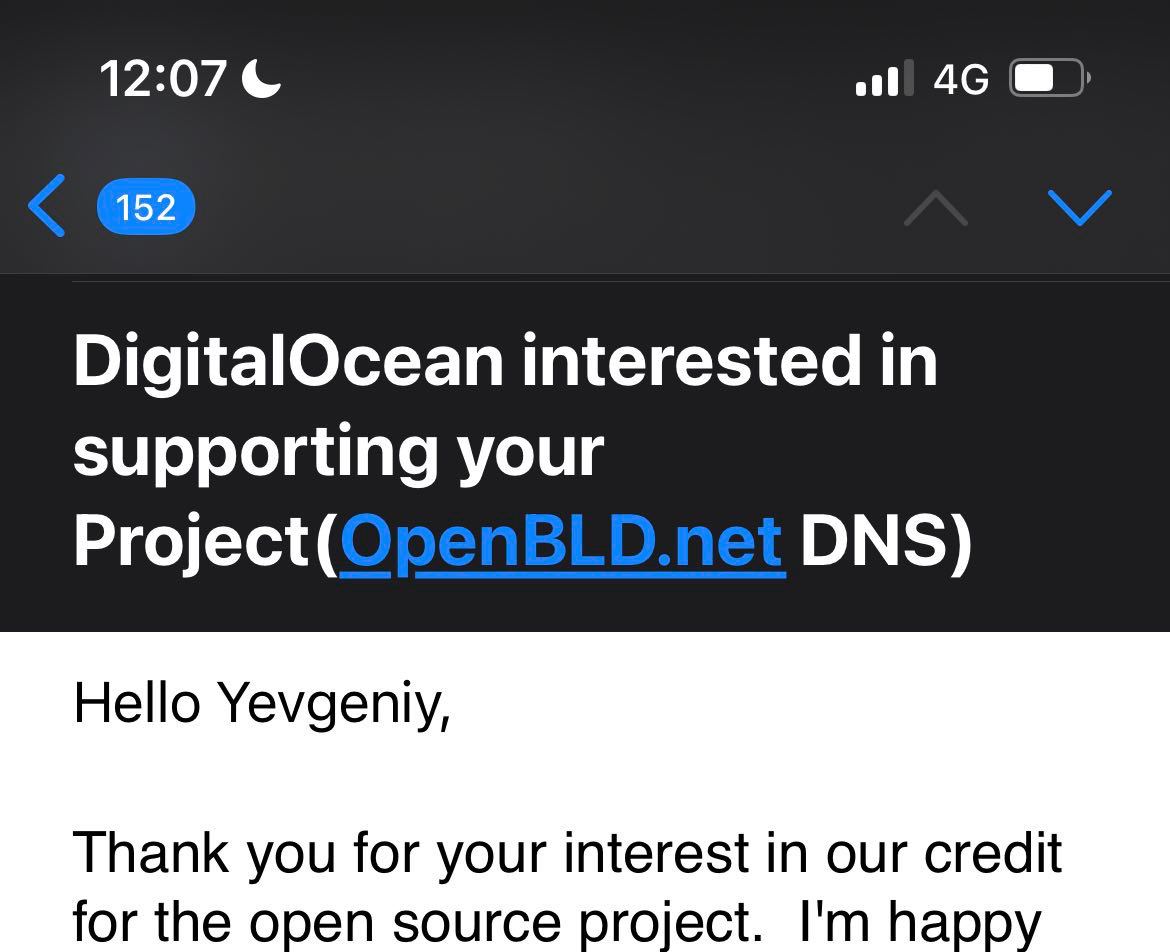 12:07
4G
152
DigitalOcean interested in
supporting your
Project(OpenBLD.net DNS)
Hello Yevgeniy,
Thank you for your interest in our credit
for the open source project.  I'm happy